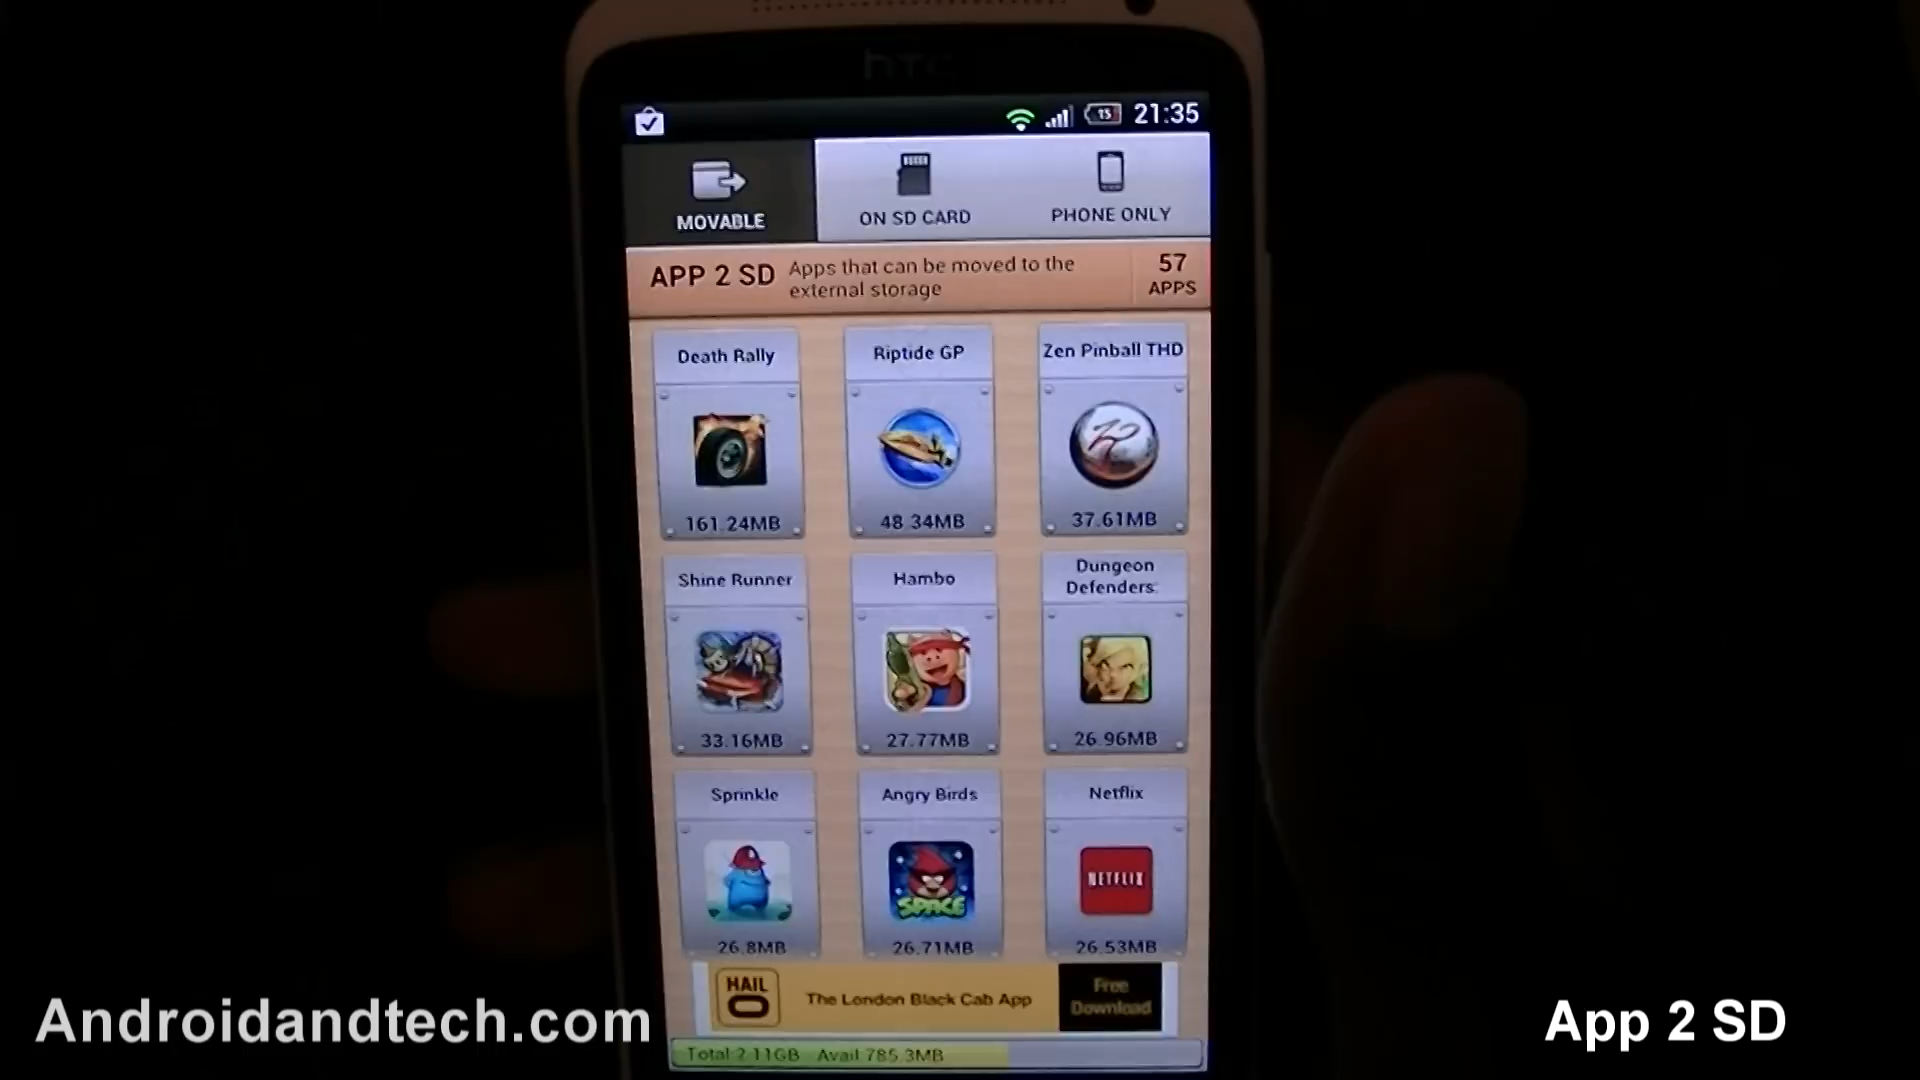 hTC
15 21:35
MOVABLE
ON SD CARD
PHONE ONLY
APP 2 SD
Apps that can be moved to the
external storage
57
APPS
Death Rally
Riptide GP
Zen Pinball THD
161.24MB
48.34MB
37.61MB
Shine Runner
Hambo
Dungeon
Defenders:
33.16MB
27.77MB
26.96MB
Sprinkle
Angry Birds
Netflix
SPACE
NETFLIX
26.8MB
26.71MB
26.53MB
HAIL
O
The London Black Cab App
Free
Download
Total 2.11GB Avail 785.3MB
Androidandtech.com
App 2 SD